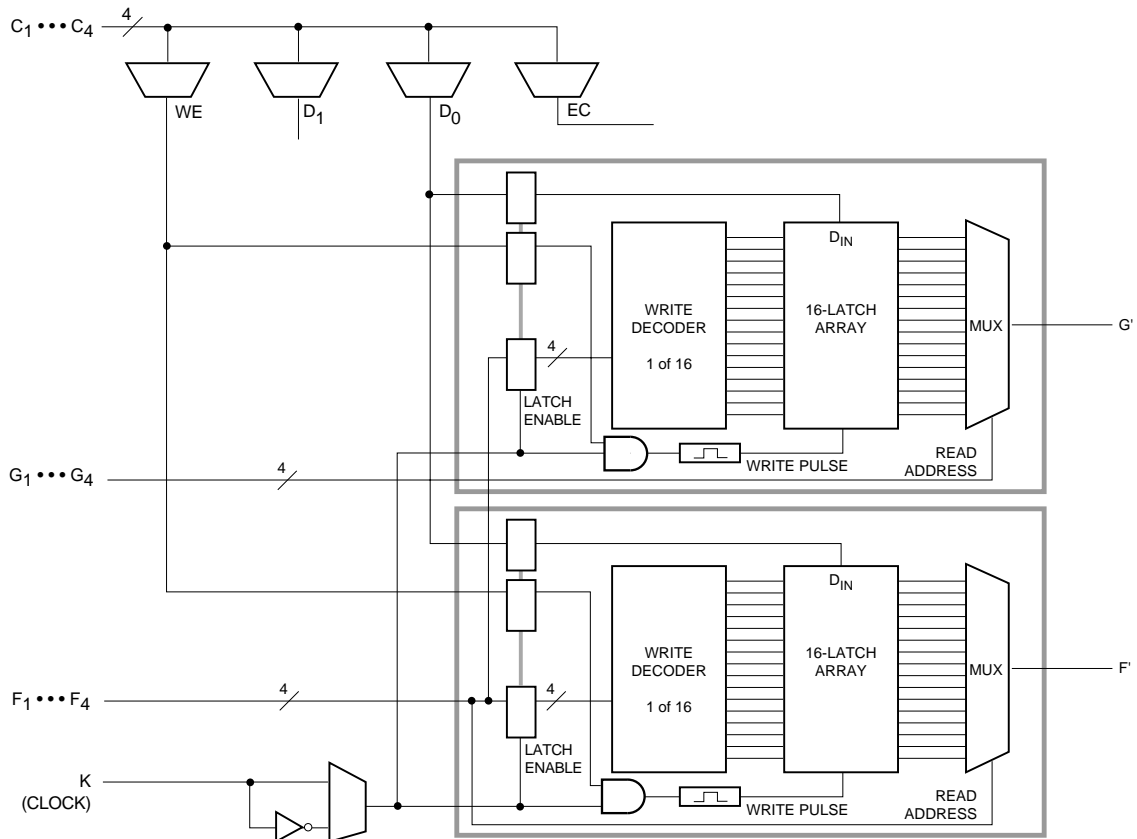 C1 ••• C4
4
WE
D1
D0
EC
DIN
WRITE
DECODER
1 of 16
16-LATCH
ARRAY
MUX
G'
4
LATCH
ENABLE
WRITE PULSE
READ
ADDRESS
G1 ••• G4
4
DIN
WRITE
DECODER
1 of 16
16-LATCH
ARRAY
MUX
F'
4
F1 ••• F4
4
LATCH
ENABLE
K
(CLOCK)
WRITE PULSE
READ
ADDRESS